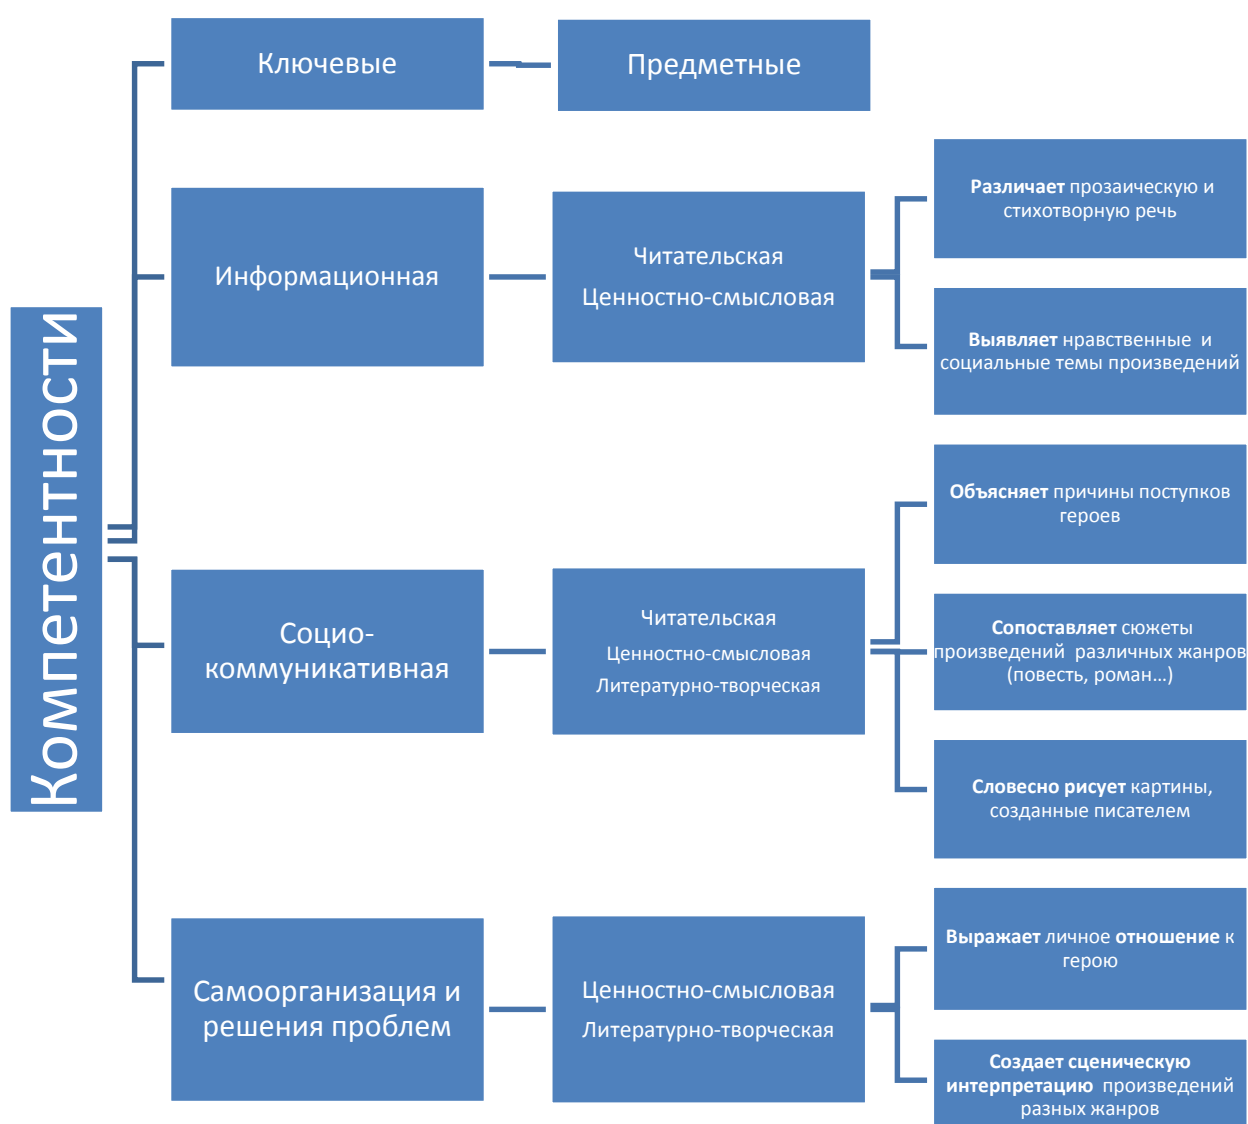 Компетентности
Ключевые
Предметные
Информационная
Читательская
Ценностно-смысловая
Различает прозаическую и
стихотворную речь
Выявляет нравственные и
социальные темы произведений
Социо-
коммуникативная
Читательская
Ценностно-смысловая
Литературно-творческая
Объясняет причины поступков
героев
Сопоставляет сюжеты
произведений различных жанров
(повесть, роман…)
Словесно рисует картины,
созданные писателем
Самоорганизация и
решения проблем
Ценностно-смысловая
Литературно-творческая
Выражает личное отношение к
герою
Создает сценическую
интерпретацию произведений
разных жанров